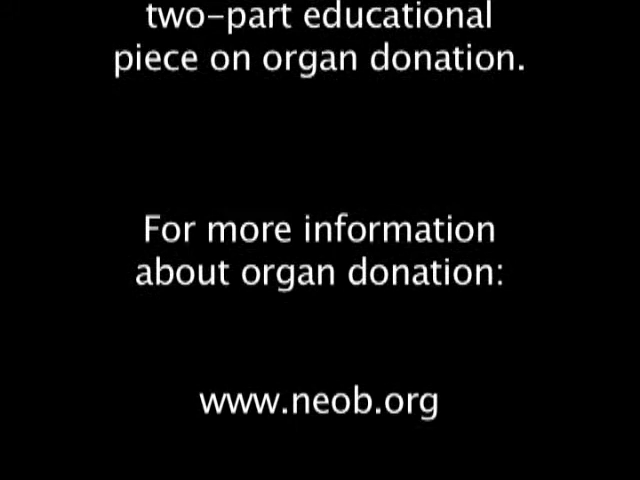 two-part educational
piece on organ donation.
For more information
about organ donation:
www.neob.org